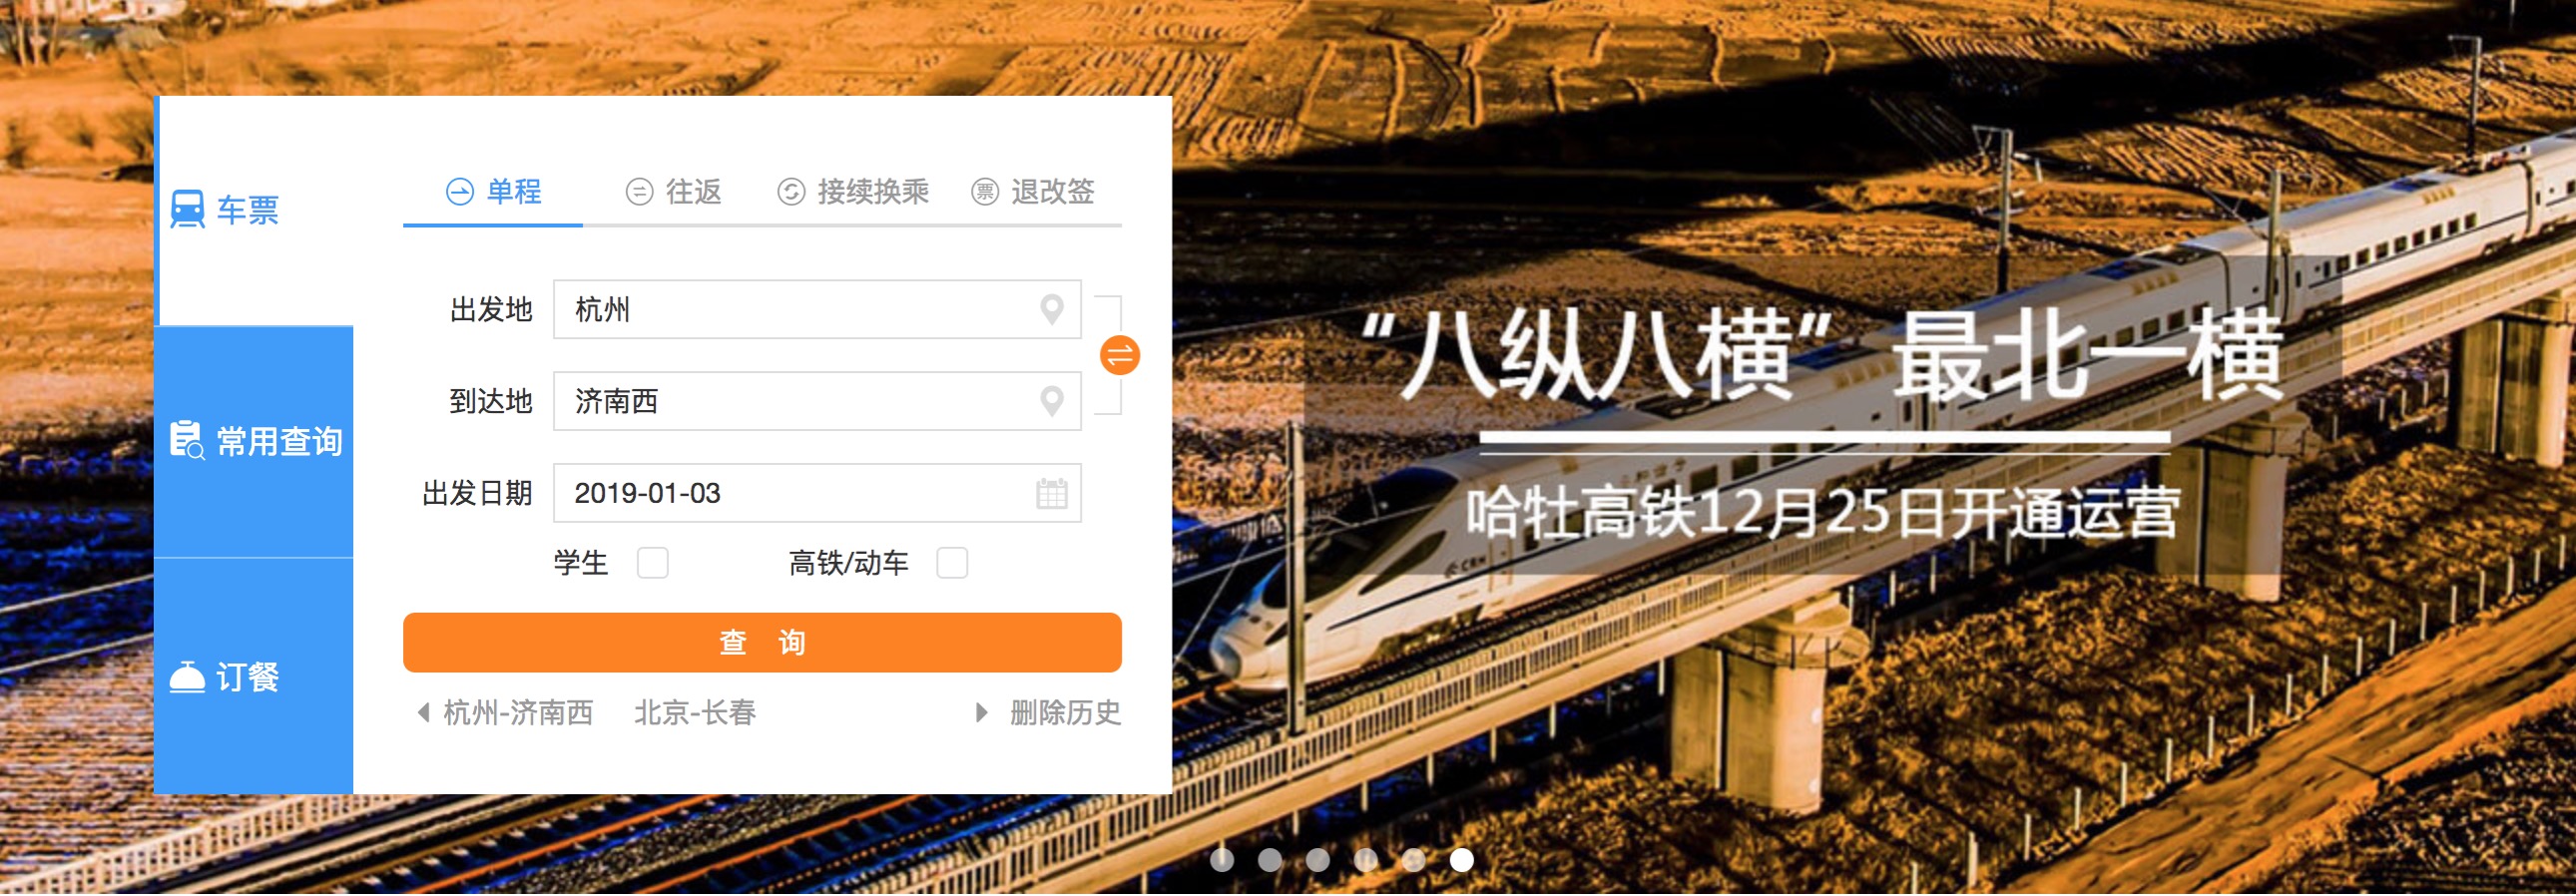 车票
常用查询
订餐
单程 往返 接续换乘 票 退改签
出发地 杭州
到达地 济南西
出发日期 2019-01-03
学生 高铁/动车
查 询
杭州-济南西 北京-长春 删除历史
“八纵八横” 最北一横
哈牡高铁12月25日开通运营
CRH